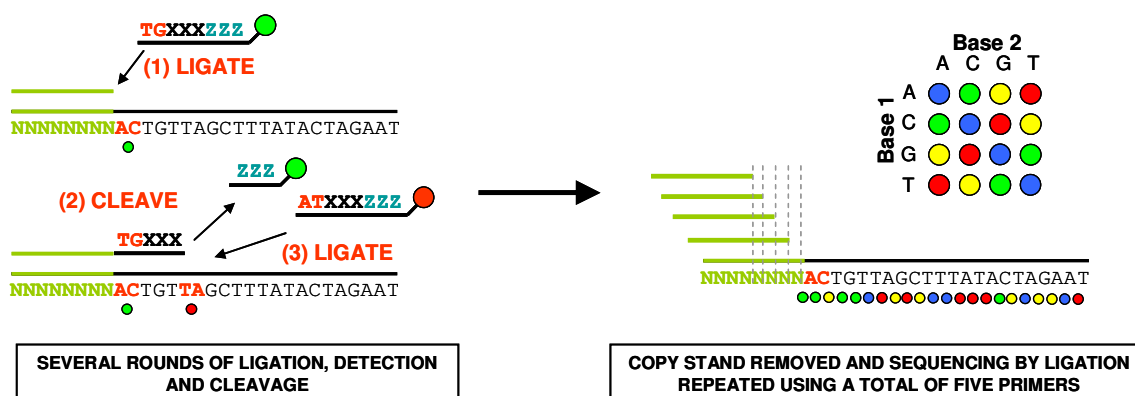 TGXXXZZZ
(1) LIGATE
NNNNNNNNACTGTTAGCTTTATACTAGAAT
ZZZ
(2) CLEAVE
ATXXXZZZ
TGXXX
(3) LIGATE
NNNNNNNNACTGTTAGCTTTATACTAGAAT
SEVERAL ROUNDS OF LIGATION, DETECTION
AND CLEAVAGE
Base 2
A C G T
Base 1
A
C
G
T
NNNNNNNNACTGTTAGCTTTATACTAGAAT
COPY STAND REMOVED AND SEQUENCING BY LIGATION
REPEATED USING A TOTAL OF FIVE PRIMERS